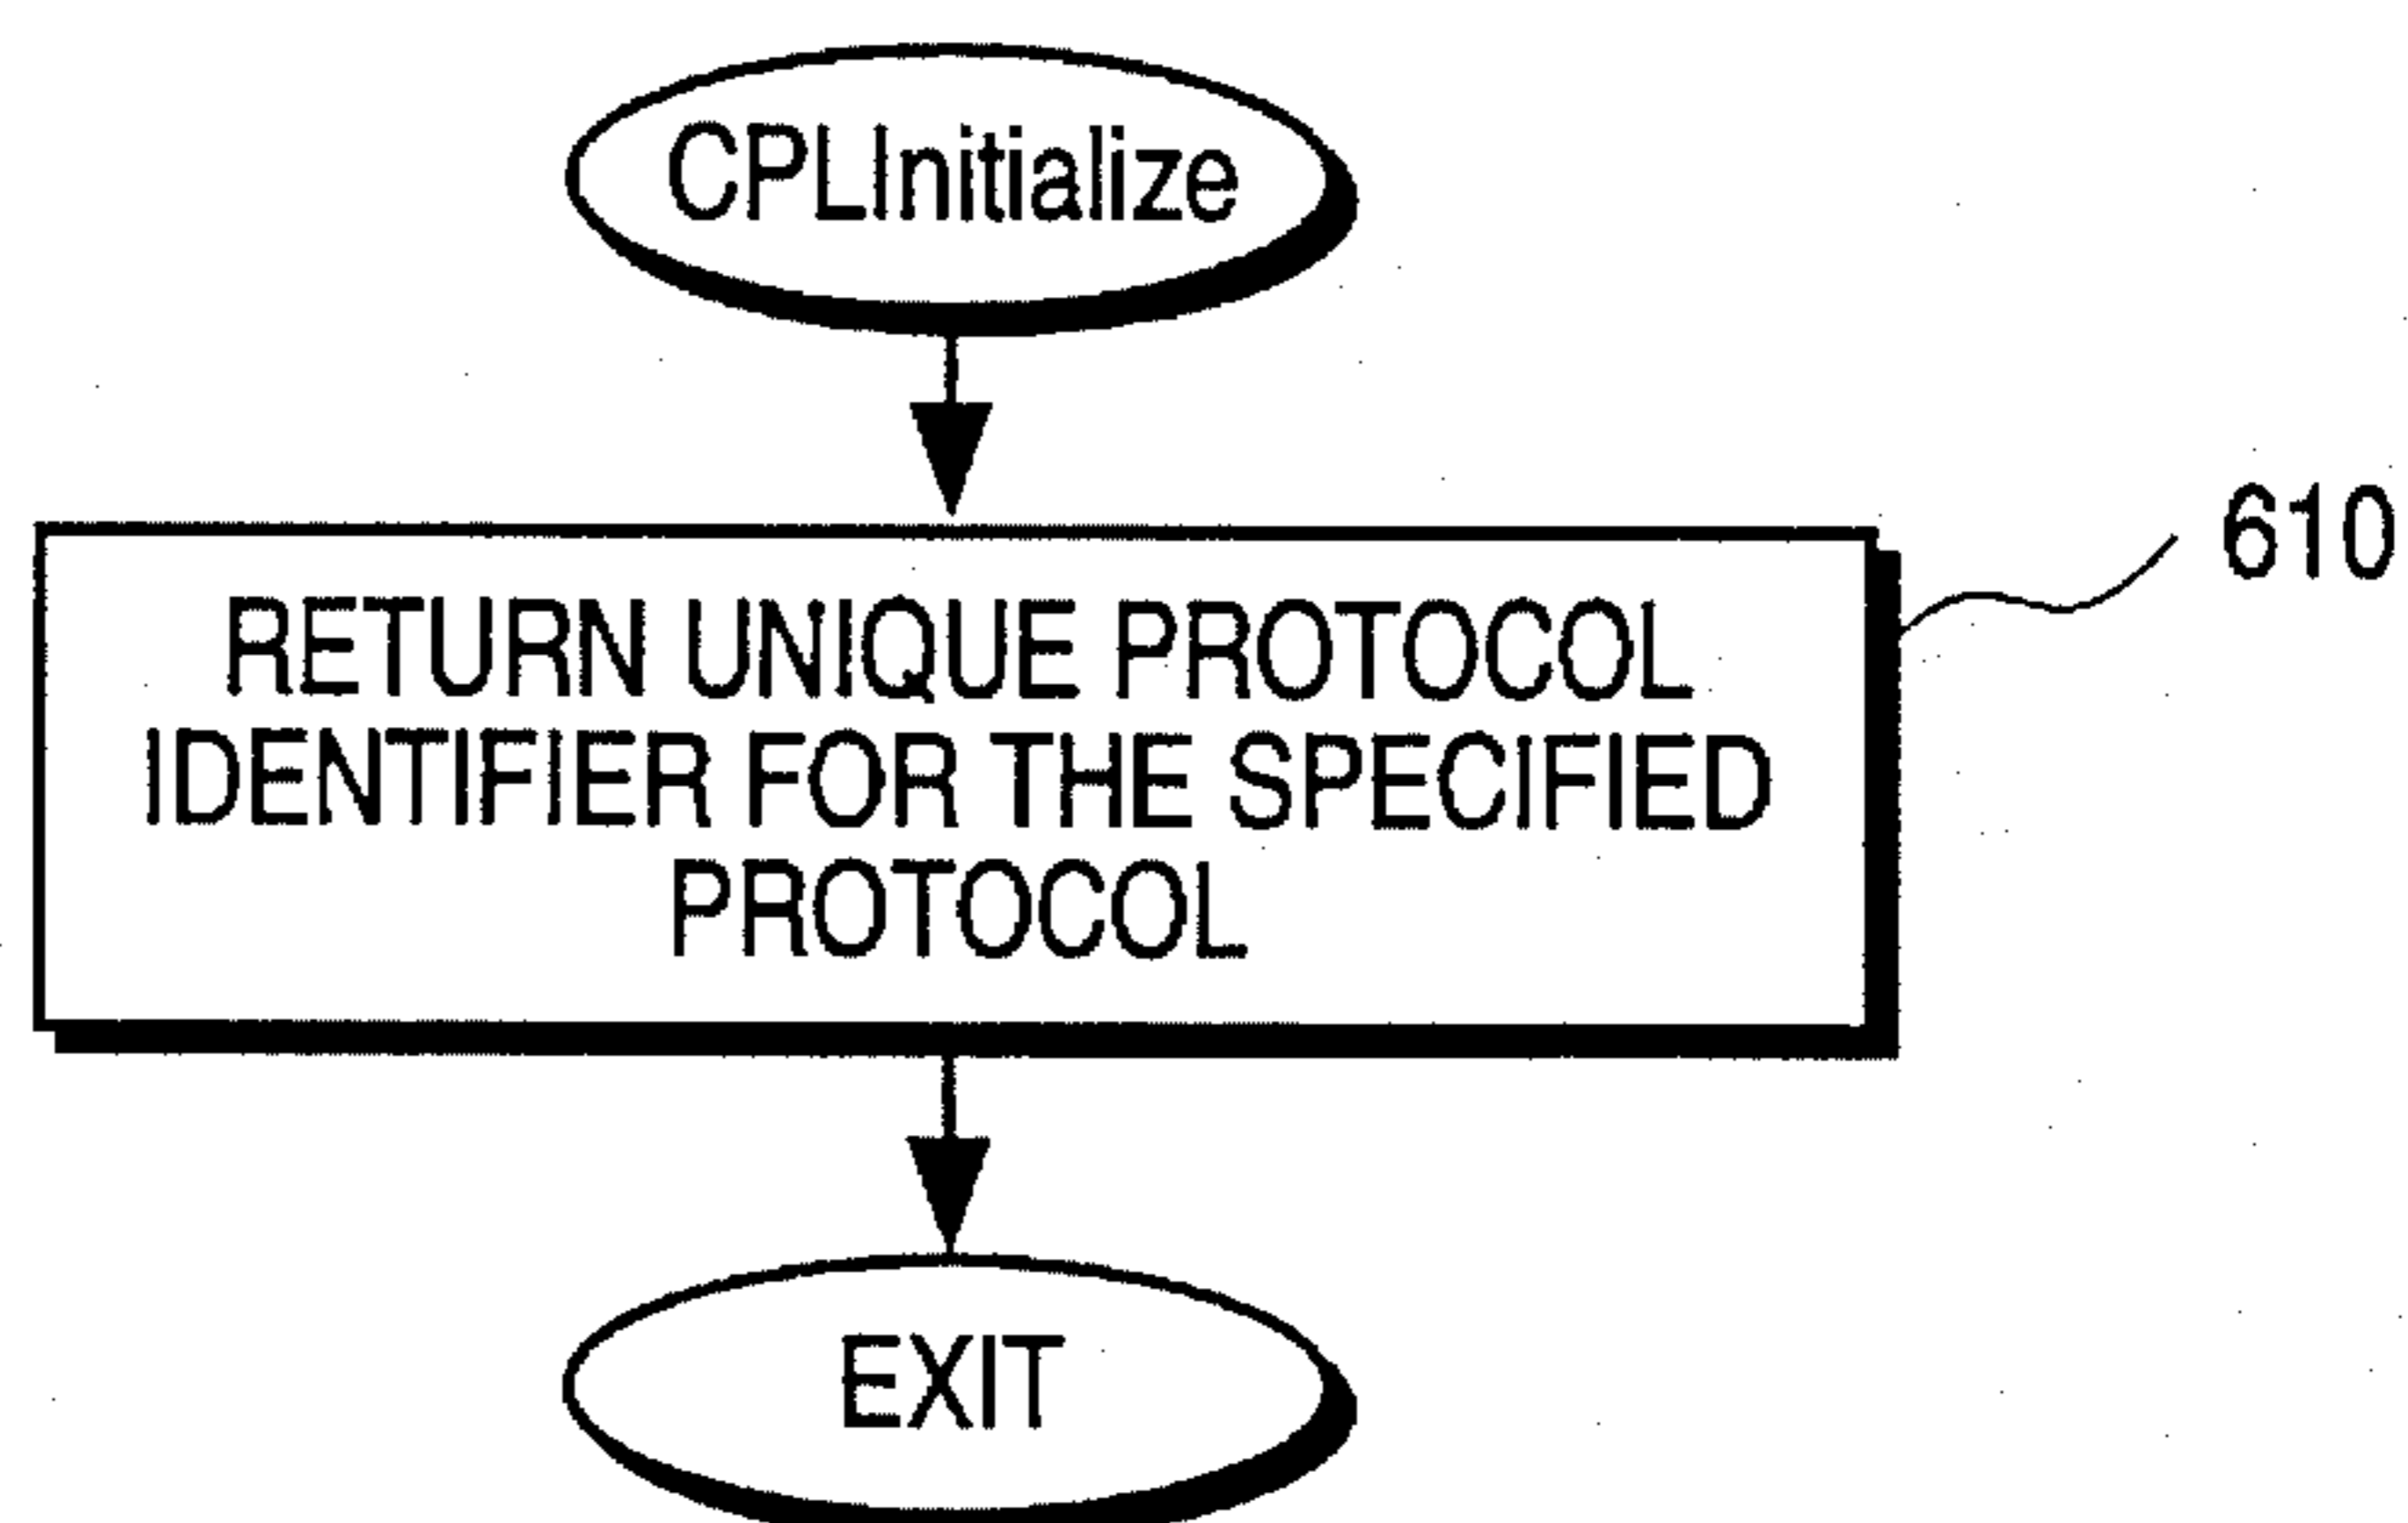 CPLInitialize
610
RETURN UNIQUE PROTOCOL
IDENTIFIER FOR THE SPECIFIED
PROTOCOL
EXIT